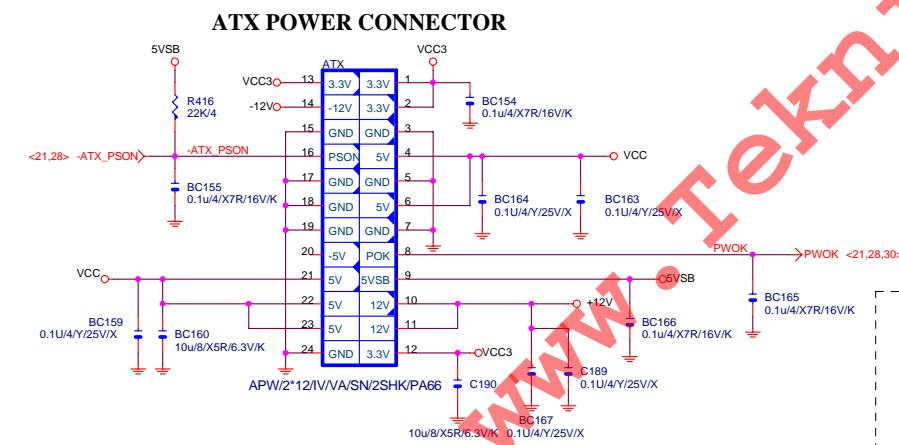 ATX POWER CONNECTOR
5VSB
VCC3
ATX
VCC3 13 3.3V 3.3V 1
R416
22K/4
-12V 14 -12V 3.3V 2
BC154
0.1u/4/X7R/16V/K
15 GND GND 3
<21,28> -ATX_PSON -ATX_PSON 16 PSON 5V 4 VCC
17 GND GND 5
BC155
0.1u/4/X7R/16V/K
18 GND 5V 6
BC164
0.1U/4/Y/25V/X
BC163
0.1U/4/Y/25V/X
19 GND GND 7
20 -5V POK 8 PWOK PWOK <21,28,30>
VCC 21 5V 5VSB 9 5VSB
22 5V 12V 10 +12V
BC165
0.1u/4/X7R/16V/K
23 5V 12V 11
BC159
0.1U/4/Y/25V/X
BC160
10u/8/X5R/6.3V/K
BC166
0.1u/4/X7R/16V/K
24 GND 3.3V 12 VCC3
APW/2*12/IV/VA/SN/2SHK/PA66
C190
10u/8/X5R/6.3V/K
C189
0.1U/4/Y/25V/X
BC167
0.1U/4/Y/25V/X
www.Tekni